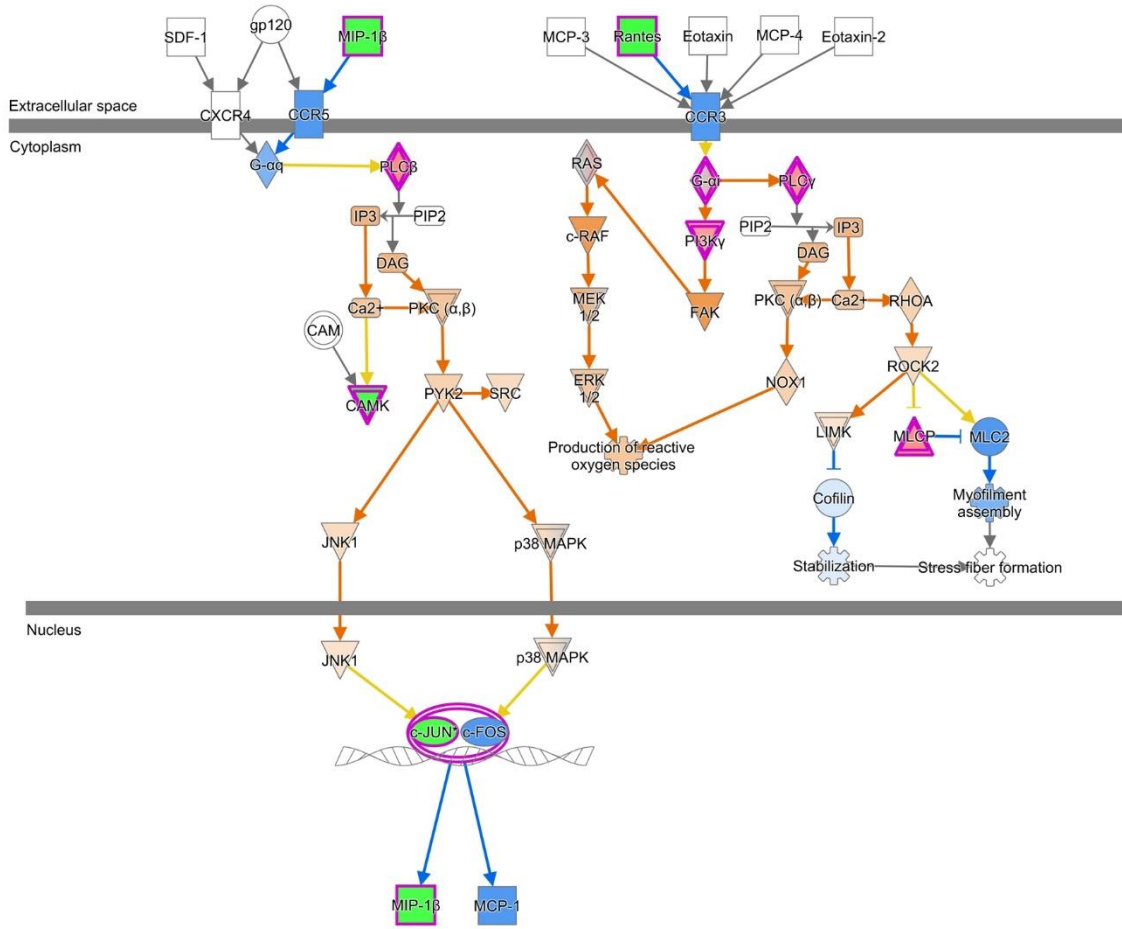 SDF-1
gp120
MIP-1β
MCP-3
Rantes
Eotaxin
MCP-4
Eotaxin-2
Extracellular space
CXCR4
CCR5
CCR3
Cytoplasm
G-αq
PLCβ
RAS
G-αi
PLCγ
IP3
PIP2
c-RAF
PI3Kγ
PIP2
IP3
DAG
DAG
Ca2+
PKC (α,β)
MEK
1/2
FAK
PKC (α,β)
Ca2+
RHOA
CAM
CAMK
PYK2
SRC
ERK
1/2
NOX1
ROCK2
LIMK
MLCP
MLC2
Production of reactive
oxygen species
Cofilin
Myofilment
assembly
JNK1
p38 MAPK
Stabilization
Stress fiber formation
Nucleus
JNK1
p38 MAPK
c-JUN*
c-FOS
MIP-1β
MCP-1